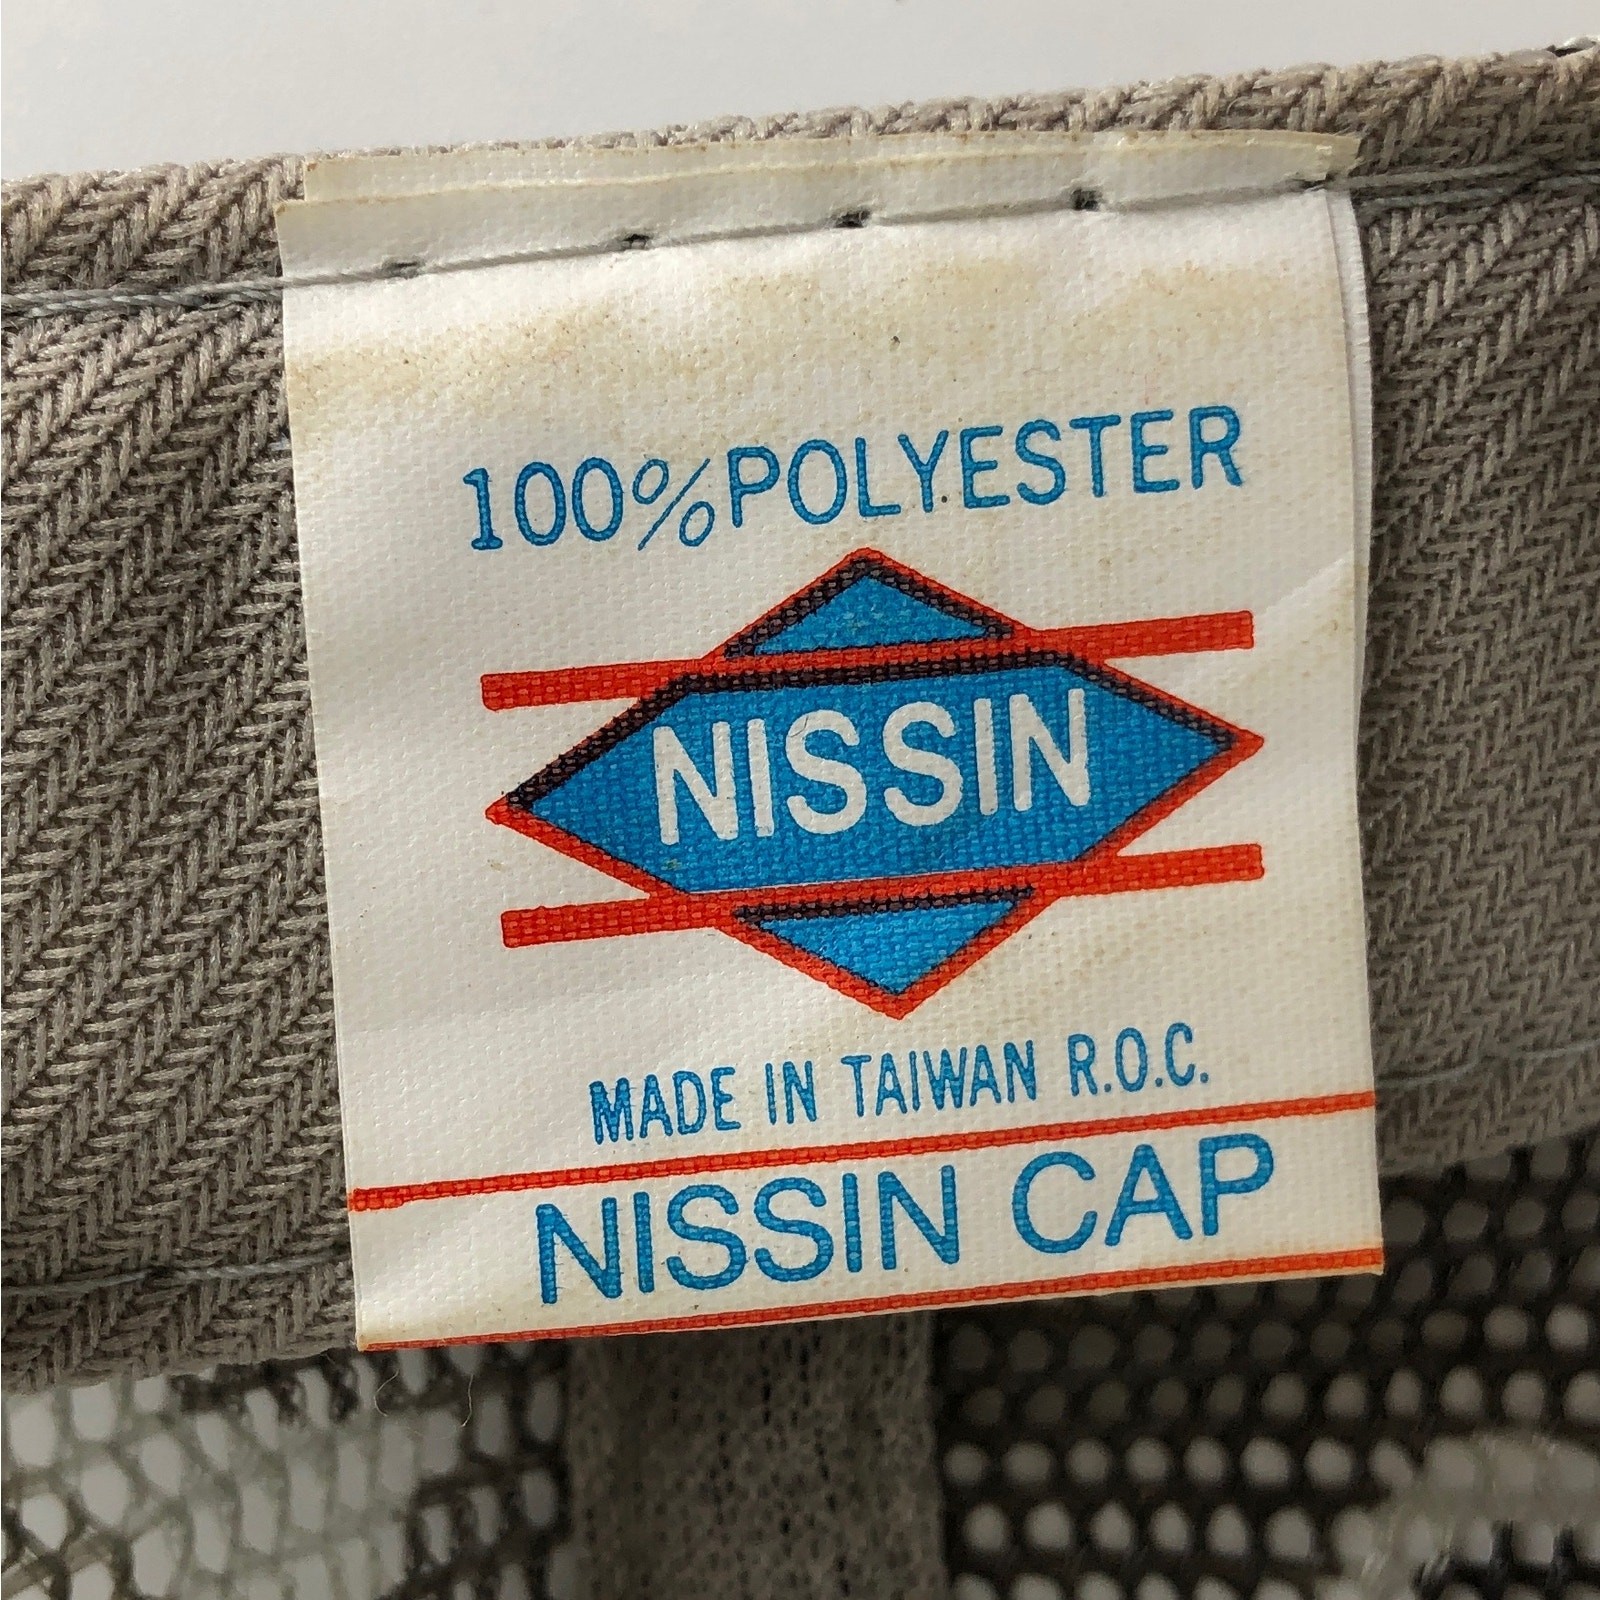 100% POLYESTER
NISSIN
MADE IN TAIWAN R.O.C.
NISSIN CAP